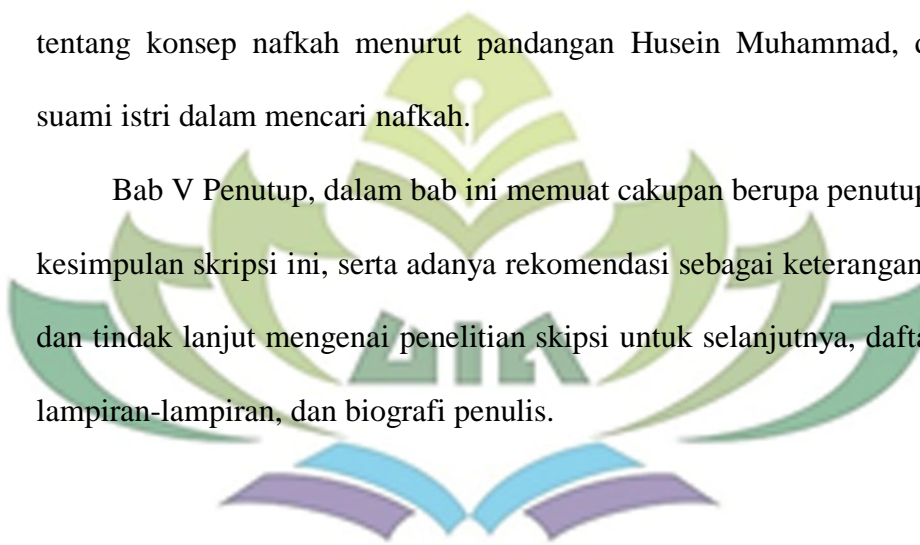 tentang konsep nafkah menurut pandangan Husein Muhammad,
suami istri dalam mencari nafkah.
Bab V Penutup, dalam bab ini memuat cakupan berupa penutup
kesimpulan skripsi ini, serta adanya rekomendasi sebagai keterangan
dan tindak lanjut mengenai penelitian skipsi untuk selanjutnya,
lampiran-lampiran, dan biografi penulis.
UIN